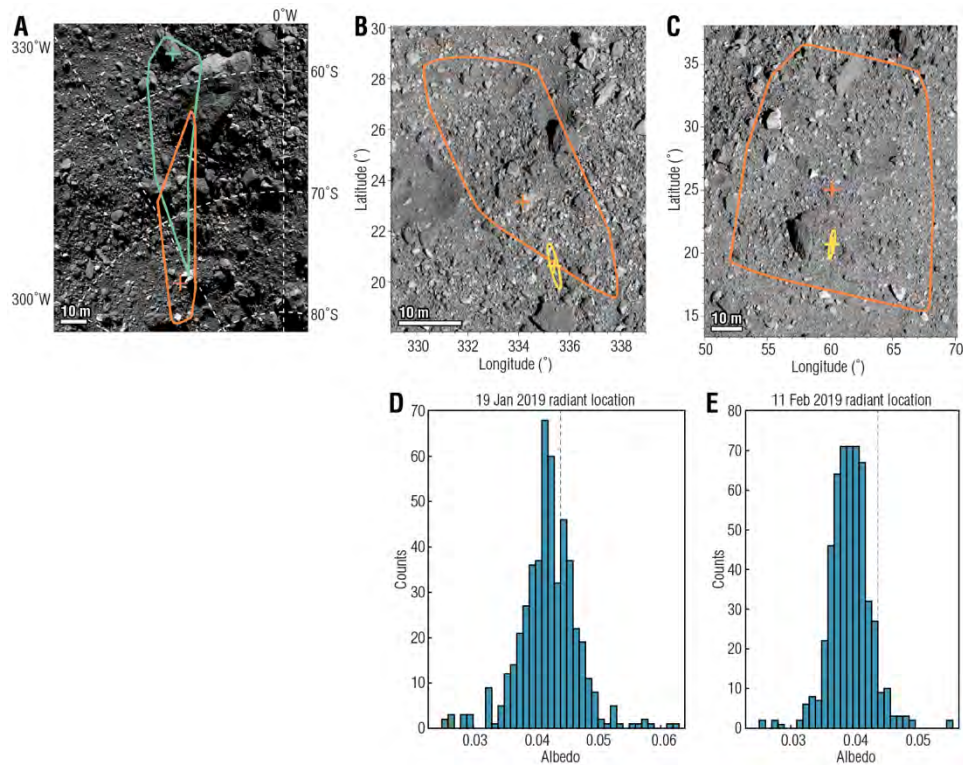 A
0˚W
330˚W
60˚S
70˚S
300˚W
80˚S
10 m
B
30
28
26
24
22
20
Latitude (˚)
10 m
330
332
334
336
338
Longitude (˚)
C
35
30
25
20
15
Latitude (˚)
10 m
50
55
60
65
70
Longitude (˚)
D
19 Jan 2019 radiant location
70
60
50
40
30
20
10
0
Counts
0.03
0.04
0.05
0.06
Albedo
E
11 Feb 2019 radiant location
80
70
60
50
40
30
20
10
0
Counts
0.03
0.04
0.05
Albedo